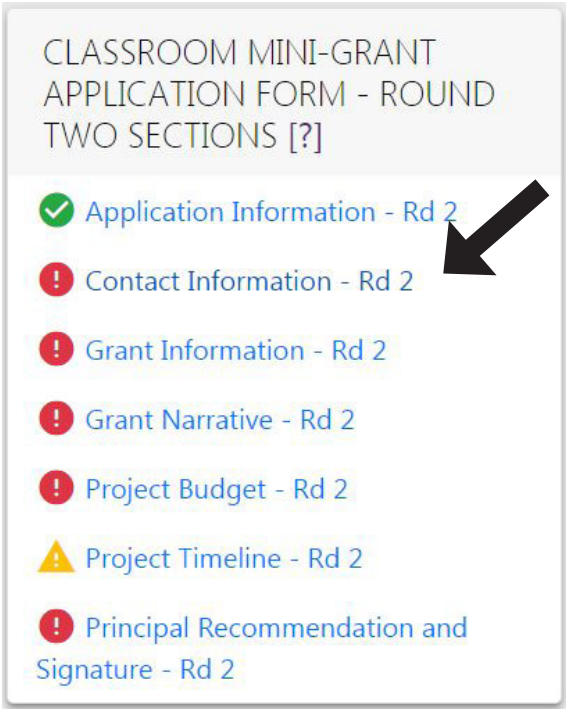 CLASSROOM MINI-GRANT
APPLICATION FORM - ROUND
TWO SECTIONS [?]
Application Information - Rd 2
Contact Information - Rd 2
Grant Information - Rd 2
Grant Narrative - Rd 2
Project Budget - Rd 2
Project Timeline - Rd 2
Principal Recommendation and
Signature - Rd 2